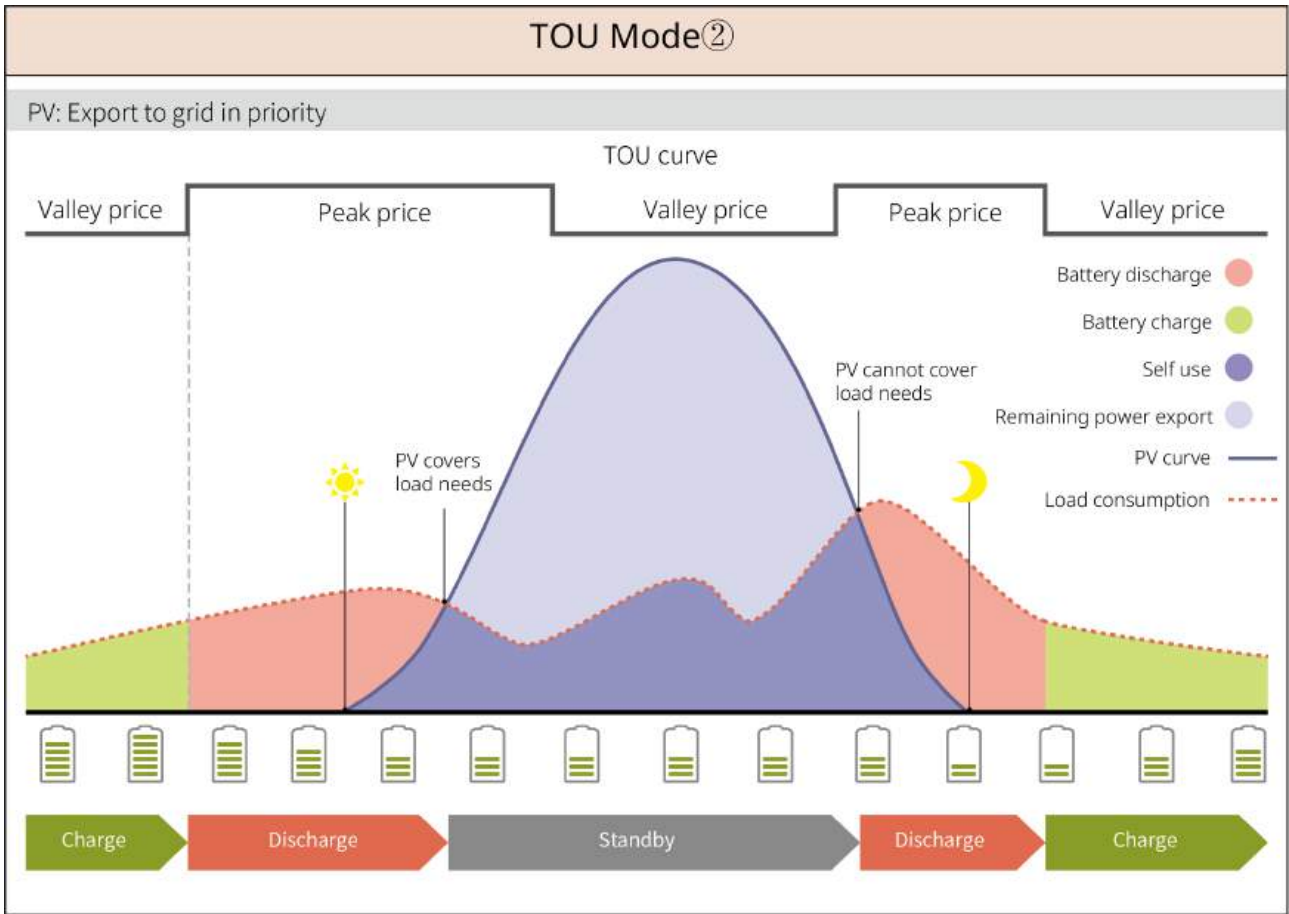 TOU Mode②
PV: Export to grid in priority
TOU curve
Valley price
Peak price
Valley price
Peak price
Valley price
Battery discharge
Battery charge
Self use
Remaining power export
PV curve
Load consumption
PV cannot cover
load needs
PV covers
load needs
Charge
Discharge
Standby
Discharge
Charge